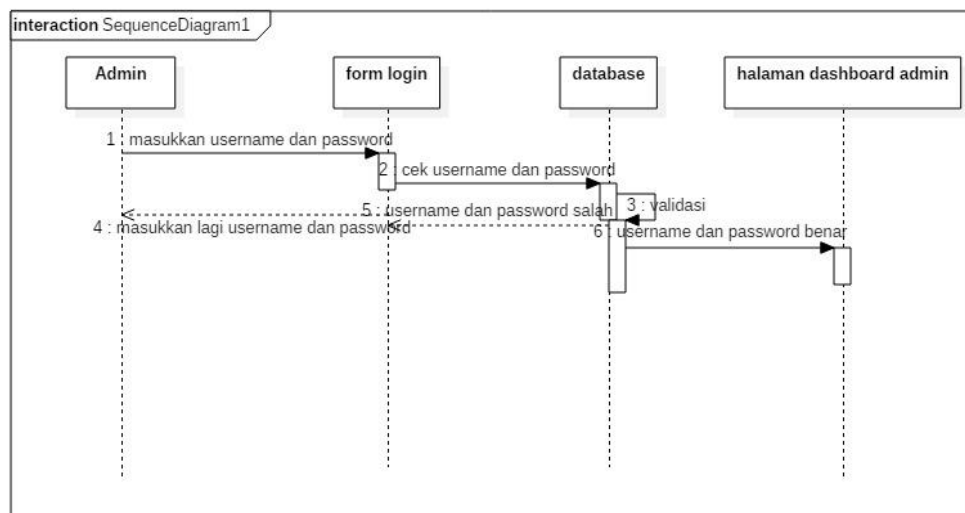 interaction SequenceDiagram1
Admin
form login
database
halaman dashboard admin
1 : masukkan username dan password
2 : cek username dan password
3 : validasi
5 : username dan password salah
4 : masukkan lagi username dan password
6 : username dan password benar